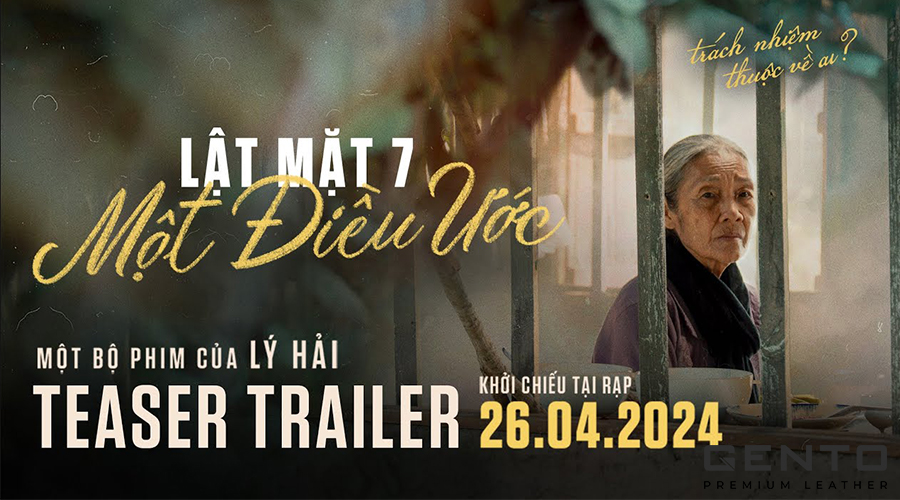 trách nhiệm
thuộc về ai?
LẬT MẶT 7
Một Điều Ước
MỘT BỘ PHIM CỦA LÝ HẢI
TEASER TRAILER
KHỞI CHIẾU TẠI RẠP
26.04.2024
GENTO
PREMIUM LEATHER